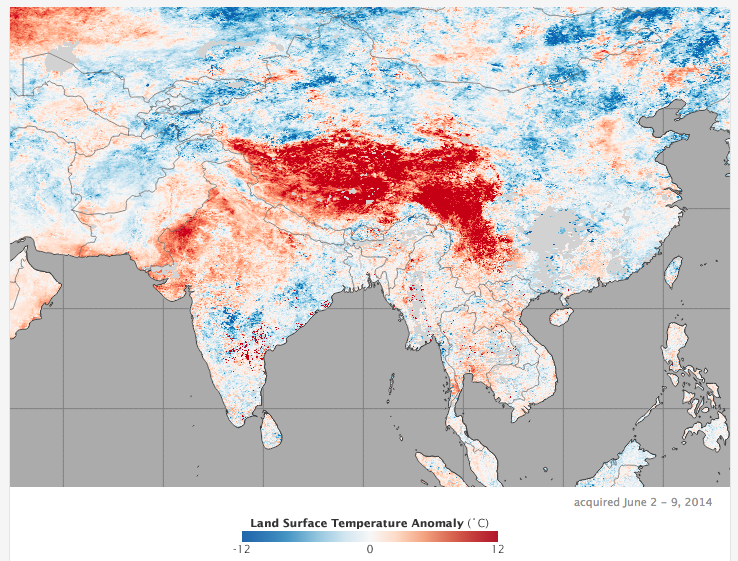 acquired June 2 – 9, 2014
Land Surface Temperature Anomaly (˚C)
-12 0 12